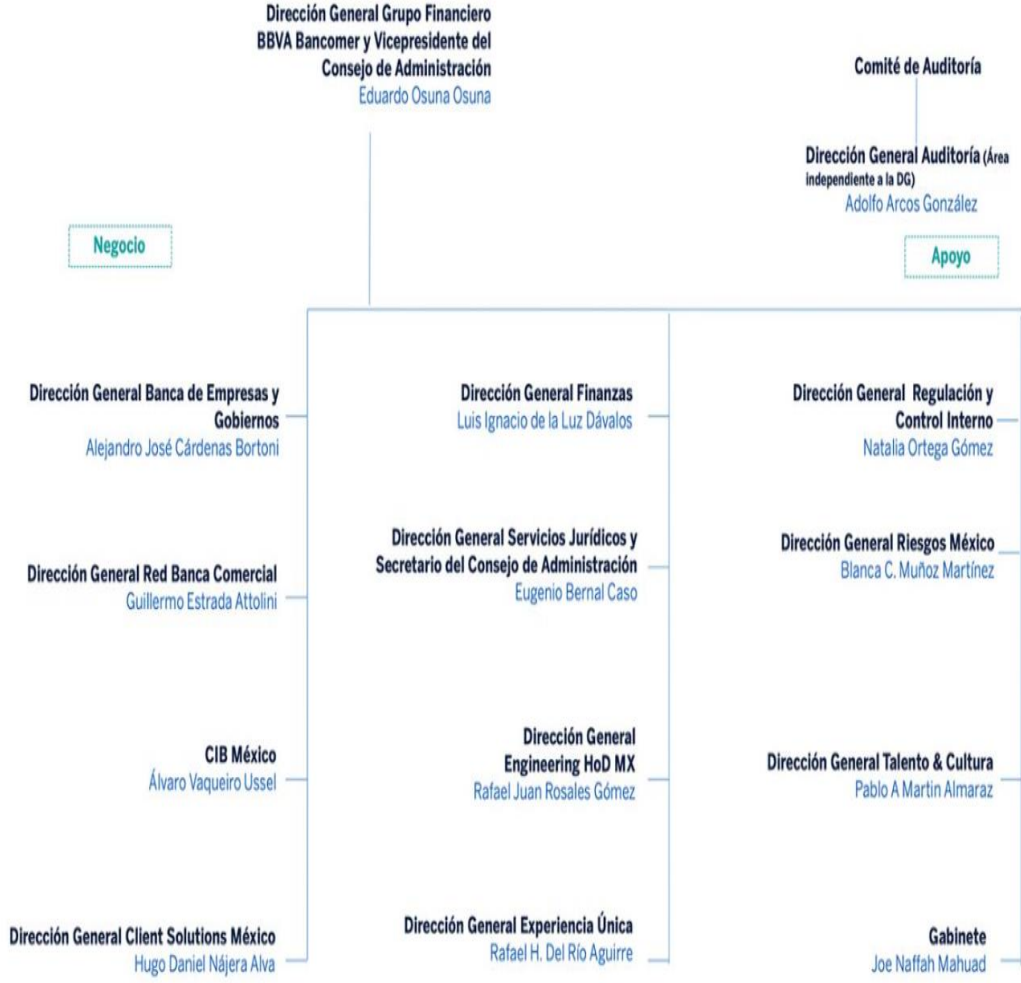 Dirección General Grupo Financiero
BBVA Bancomer y Vicepresidente del
Consejo de Administración
Eduardo Osuna Osuna
Comité de Auditoría
Dirección General Auditoría (Área
independiente a la DG)
Adolfo Arcos González
Negocio
Apoyo
Dirección General Banca de Empresas y
Gobiernos
Alejandro José Cárdenas Bortoni
Dirección General Red Banca Comercial
Guillermo Estrada Attolini
CIB México
Álvaro Vaqueiro Ussel
Dirección General Client Solutions México
Hugo Daniel Nájera Alva
Dirección General Finanzas
Luis Ignacio de la Luz Dávalos
Dirección General Servicios Jurídicos y
Secretario del Consejo de Administración
Eugenio Bernal Caso
Dirección General
Engineering HoD MX
Rafael Juan Rosales Gómez
Dirección General Experiencia Única
Rafael H. Del Río Aguirre
Dirección General Regulación y
Control Interno
Natalia Ortega Gómez
Dirección General Riesgos México
Blanca C. Muñoz Martínez
Dirección General Talento & Cultura
Pablo A Martin Almaraz
Gabinete
Joe Naffah Mahuad